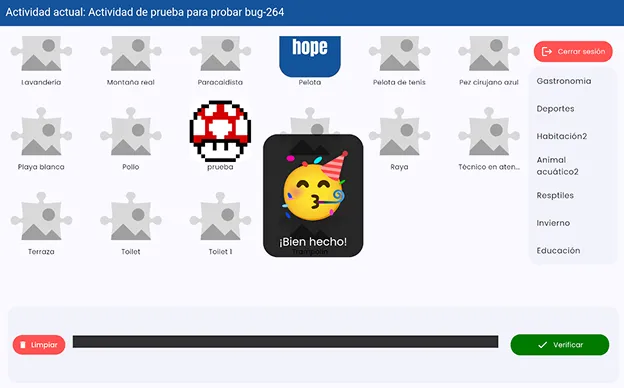 Actividad actual: Actividad de prueba para probar bug-264
hope
Cerrar sesión
Lavandería
Montaña real
Paracaidista
Pelota
Pelota de tenis
Pez cirujano azul
Gastronomia
Deportes
Habitación2
Animal
acuático2
Resptiles
Invierno
Educación
Playa blanca
Pollo
prueba
Raya
Técnico en aten...
¡Bien hecho!
Terraza
Toilet
Toilet 1
Trampolín
Limpiar
Verificar